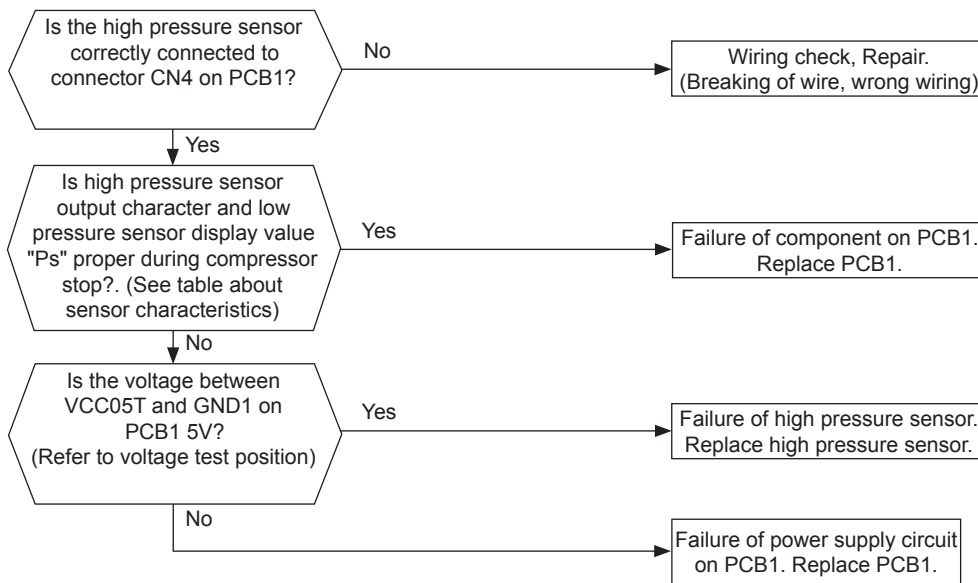 Is the high pressure sensor
correctly connected to
connector CN4 on PCB1?
No
Wiring check, Repair.
(Breaking of wire, wrong wiring)
Yes
Is high pressure sensor
output character and low
pressure sensor display value
"Ps" proper during compressor
stop?. (See table about
sensor characteristics)
Yes
Failure of component on PCB1.
Replace PCB1.
No
Is the voltage between
VCC05T and GND1 on
PCB1 5V?
(Refer to voltage test position)
Yes
Failure of high pressure sensor.
Replace high pressure sensor.
No
Failure of power supply circuit
on PCB1. Replace PCB1.